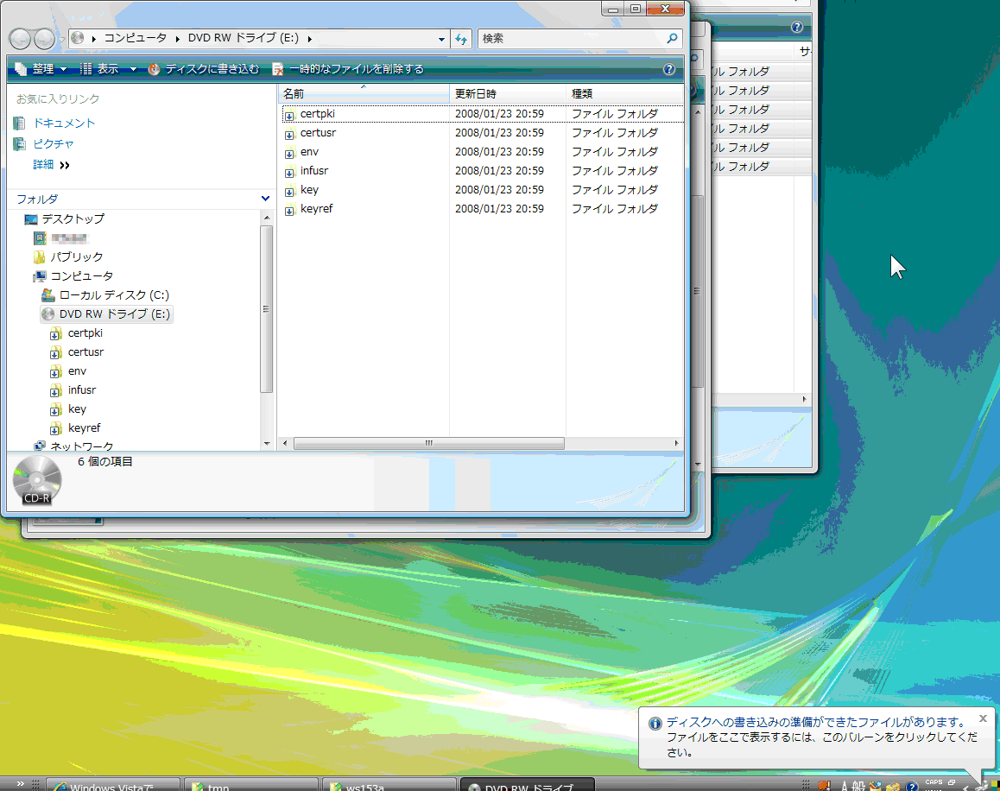 コンピュータ ▸ DVD RW ドライブ (E:) ▸
検索
整理 表示 ディスクに書き込む 一時的なファイルを削除する
お気に入りリンク
ドキュメント
ピクチャ
詳細 »
フォルダ
デスクトップ
パブリック
コンピュータ
ローカル ディスク (C:)
DVD RW ドライブ (E:)
certpki
certusr
env
infusr
key
keyref
ネットワーク
名前 更新日時 種類
certpki 2008/01/23 20:59 ファイル フォルダ
certusr 2008/01/23 20:59 ファイル フォルダ
env 2008/01/23 20:59 ファイル フォルダ
infusr 2008/01/23 20:59 ファイル フォルダ
key 2008/01/23 20:59 ファイル フォルダ
keyref 2008/01/23 20:59 ファイル フォルダ
6 個の項目
CD-R
サ
ル フォルダ
ル フォルダ
ル フォルダ
ル フォルダ
ル フォルダ
ル フォルダ
ディスクへの書き込みの準備ができたファイルがあります。
ファイルをここで表示するには、このバルーンをクリックしてくだ
さい。
Windows Vistaで
tmp
ws153a
DVD RW ドライブ
A 般
CAPS